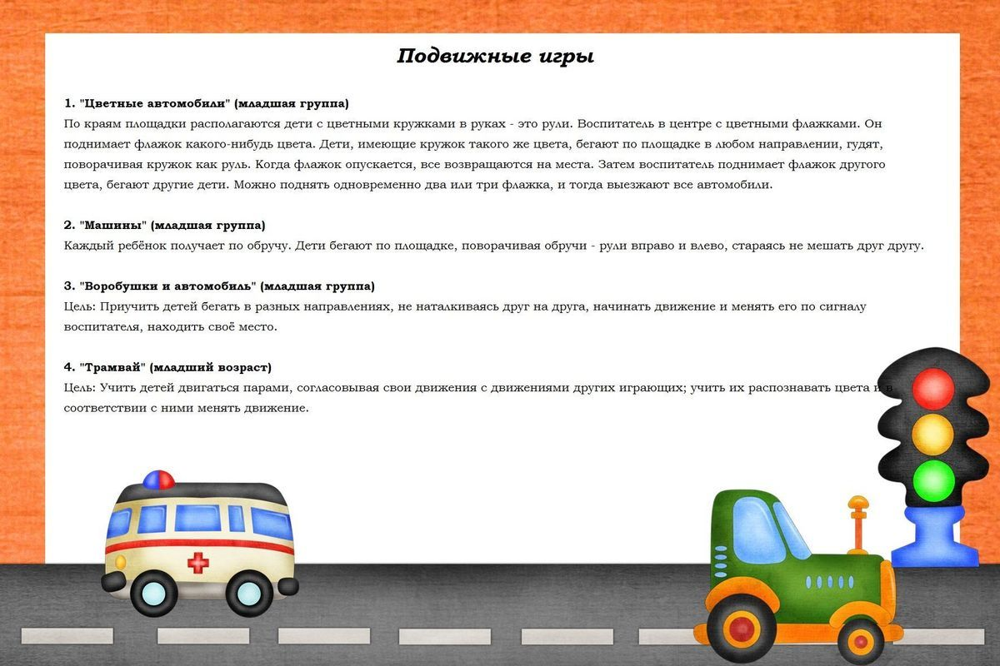 Подвижные игры
1. "Цветные автомобили" (младшая группа)
По краям площадки располагаются дети с цветными кружками в руках - это рули. Воспитатель в центре с цветными флажками. Он
поднимает флажок какого-нибудь цвета. Дети, имеющие кружок такого же цвета, бегают по площадке в любом направлении, гудят,
поворачивая кружок как руль. Когда флажок опускается, все возвращаются на места. Затем воспитатель поднимает флажок другого
цвета, бегают другие дети. Можно поднять одновременно два или три флажка, и тогда выезжают все автомобили.
2. "Машины" (младшая группа)
Каждый ребёнок получает по обручу. Дети бегают по площадке, поворачивая обручи - рули вправо и влево, стараясь не мешать друг другу.
3. "Воробушки и автомобиль" (младшая группа)
Цель: Приучить детей бегать в разных направлениях, не наталкиваясь друг на друга, начинать движение и менять его по сигналу
воспитателя, находить своё место.
4. "Трамвай" (младший возраст)
Цель: Учить детей двигаться парами, согласовывая свои движения с движениями других играющих; учить их распознавать цвета и в
соответствии с ними менять движение.